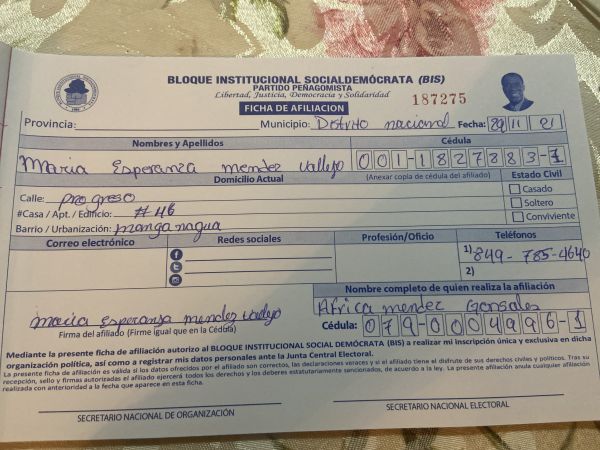 BLOQUE INSTITUCIONAL SOCIALDEMÓCRATA (BIS)
PARTIDO PEÑAGOMISTA
Libertad, Justicia, Democracia y Solidaridad
FICHA DE AFILIACION
187275
Provincia: Municipio: Distrito nacional Fecha: 29 11 21
Nombres y Apellidos Cédula
Maria Esperanza mendez Vallejo 001-1827883-1
Domicilio Actual (Anexar copia de cédula del afiliado) Estado Civil
Calle: progreso Casado
#Casa / Apt. / Edificio: #46 Soltero
Barrio / Urbanización: manganagua Conviviente
Correo electrónico Redes sociales Profesión/Oficio Teléfonos
1) 849-785-4640
2)
Nombre completo de quien realiza la afiliación
maria esperanza mendez vallejo Africa mendez Gonsales
Firma del afiliado (Firme igual que en la Cédula) Cédula: 079-0004996-1
Mediante la presente ficha de afiliación autorizo al BLOQUE INSTITUCIONAL SOCIALDEMÓCRATA (BIS) a realizar mi inscripción única y exclusiva en dicha
organización política, así como a registrar mis datos personales ante la Junta Central Electoral.
La presente ficha de afiliación es válida si los datos ofrecidos por el afiliado son correctos, las declaraciones veraces y si el afiliado tiene el disfrute de sus derechos civiles y políticos. Tras su
recepción, sello y firmas autorizadas el afiliado ejercerá todos los derechos y los deberes estatutariamente sancionados, de acuerdo a la ley. La presente afiliación anula cualquier afiliación
realizada con anterioridad a la fecha que aparece en esta ficha.
SECRETARIO NACIONAL DE ORGANIZACIÓN SECRETARIO NACIONAL ELECTORAL